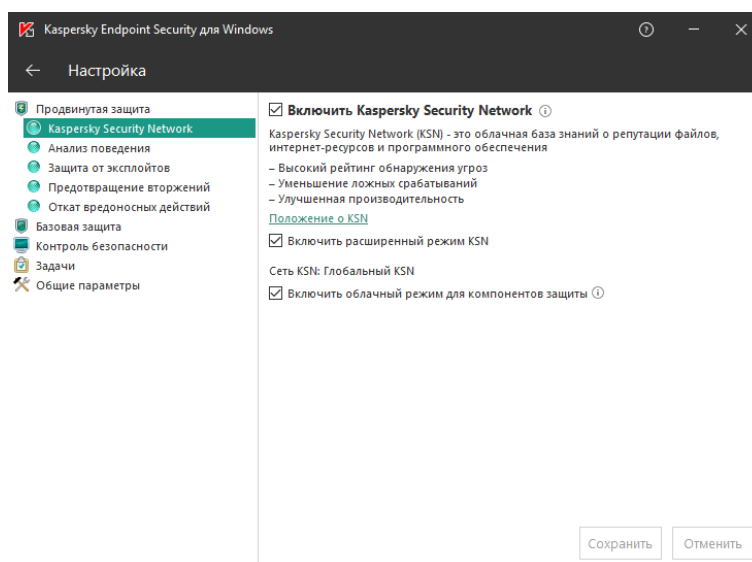 Kaspersky Endpoint Security для Windows
Настройка
Продвинутая защита
Kaspersky Security Network
Анализ поведения
Защита от эксплойтов
Предотвращение вторжений
Откат вредоносных действий
Базовая защита
Контроль безопасности
Задачи
Общие параметры
Включить Kaspersky Security Network
Kaspersky Security Network (KSN) - это облачная база знаний о репутации файлов,
интернет-ресурсов и программного обеспечения
– Высокий рейтинг обнаружения угроз
– Уменьшение ложных срабатываний
– Улучшенная производительность
Положение о KSN
Включить расширенный режим KSN
Сеть KSN: Глобальный KSN
Включить облачный режим для компонентов защиты
Сохранить
Отменить